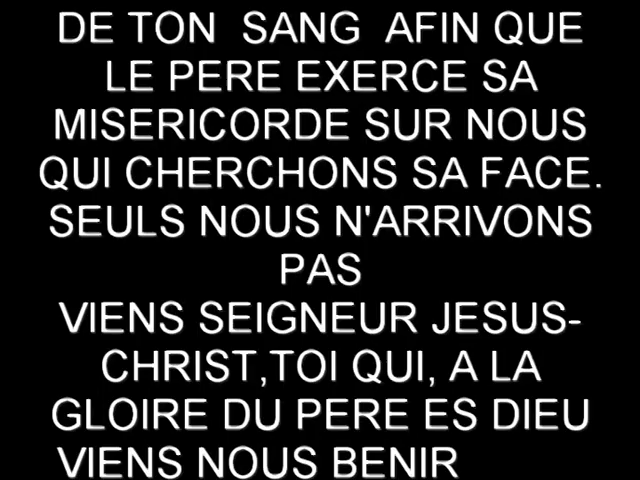 DE TON SANG AFIN QUE
LE PERE EXERCE SA
MISERICORDE SUR NOUS
QUI CHERCHONS SA FACE.
SEULS NOUS N'ARRIVONS
PAS
VIENS SEIGNEUR JESUS-
CHRIST,TOI QUI, A LA
GLOIRE DU PERE ES DIEU
VIENS NOUS BENIR